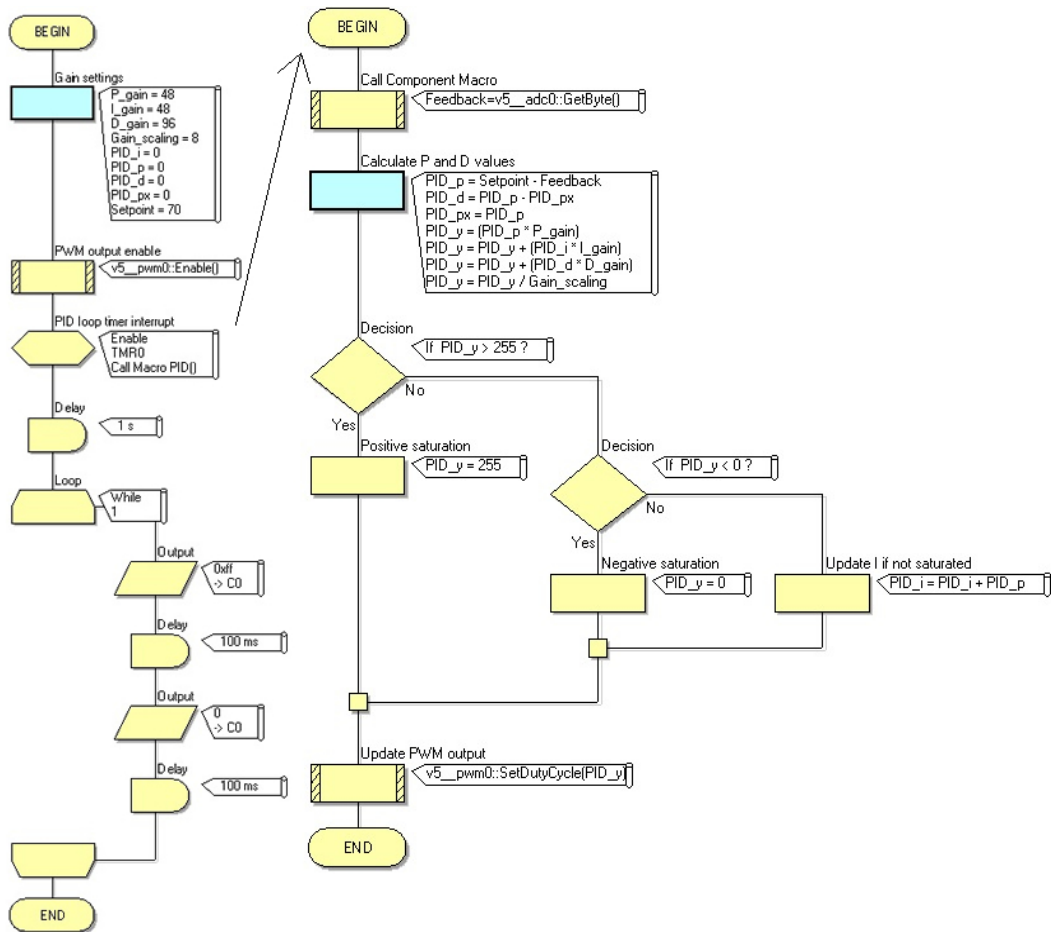 BEGIN
Gain settings
P_gain = 48
I_gain = 48
D_gain = 96
Gain_scaling = 8
PID_i = 0
PID_p = 0
PID_d = 0
PID_px = 0
Setpoint = 70
PWM output enable
v5__pwm0::Enable()
PID loop timer interrupt
Enable
TMR0
Call Macro PID()
Delay
1 s
Loop
While
1
Output
0xff
-> C0
Delay
100 ms
Output
0
-> C0
Delay
100 ms
END
BEGIN
Call Component Macro
Feedback=v5__adc0::GetByte()
Calculate P and D values
PID_p = Setpoint - Feedback
PID_d = PID_p - PID_px
PID_px = PID_p
PID_y = (PID_p * P_gain)
PID_y = PID_y + (PID_i * I_gain)
PID_y = PID_y + (PID_d * D_gain)
PID_y = PID_y / Gain_scaling
Decision
If PID_y > 255 ?
No
Yes
Positive saturation
PID_y = 255
Decision
If PID_y < 0 ?
No
Yes
Negative saturation
PID_y = 0
Update I if not saturated
PID_i = PID_i + PID_p
Update PWM output
v5__pwm0::SetDutyCycle(PID_y)
END